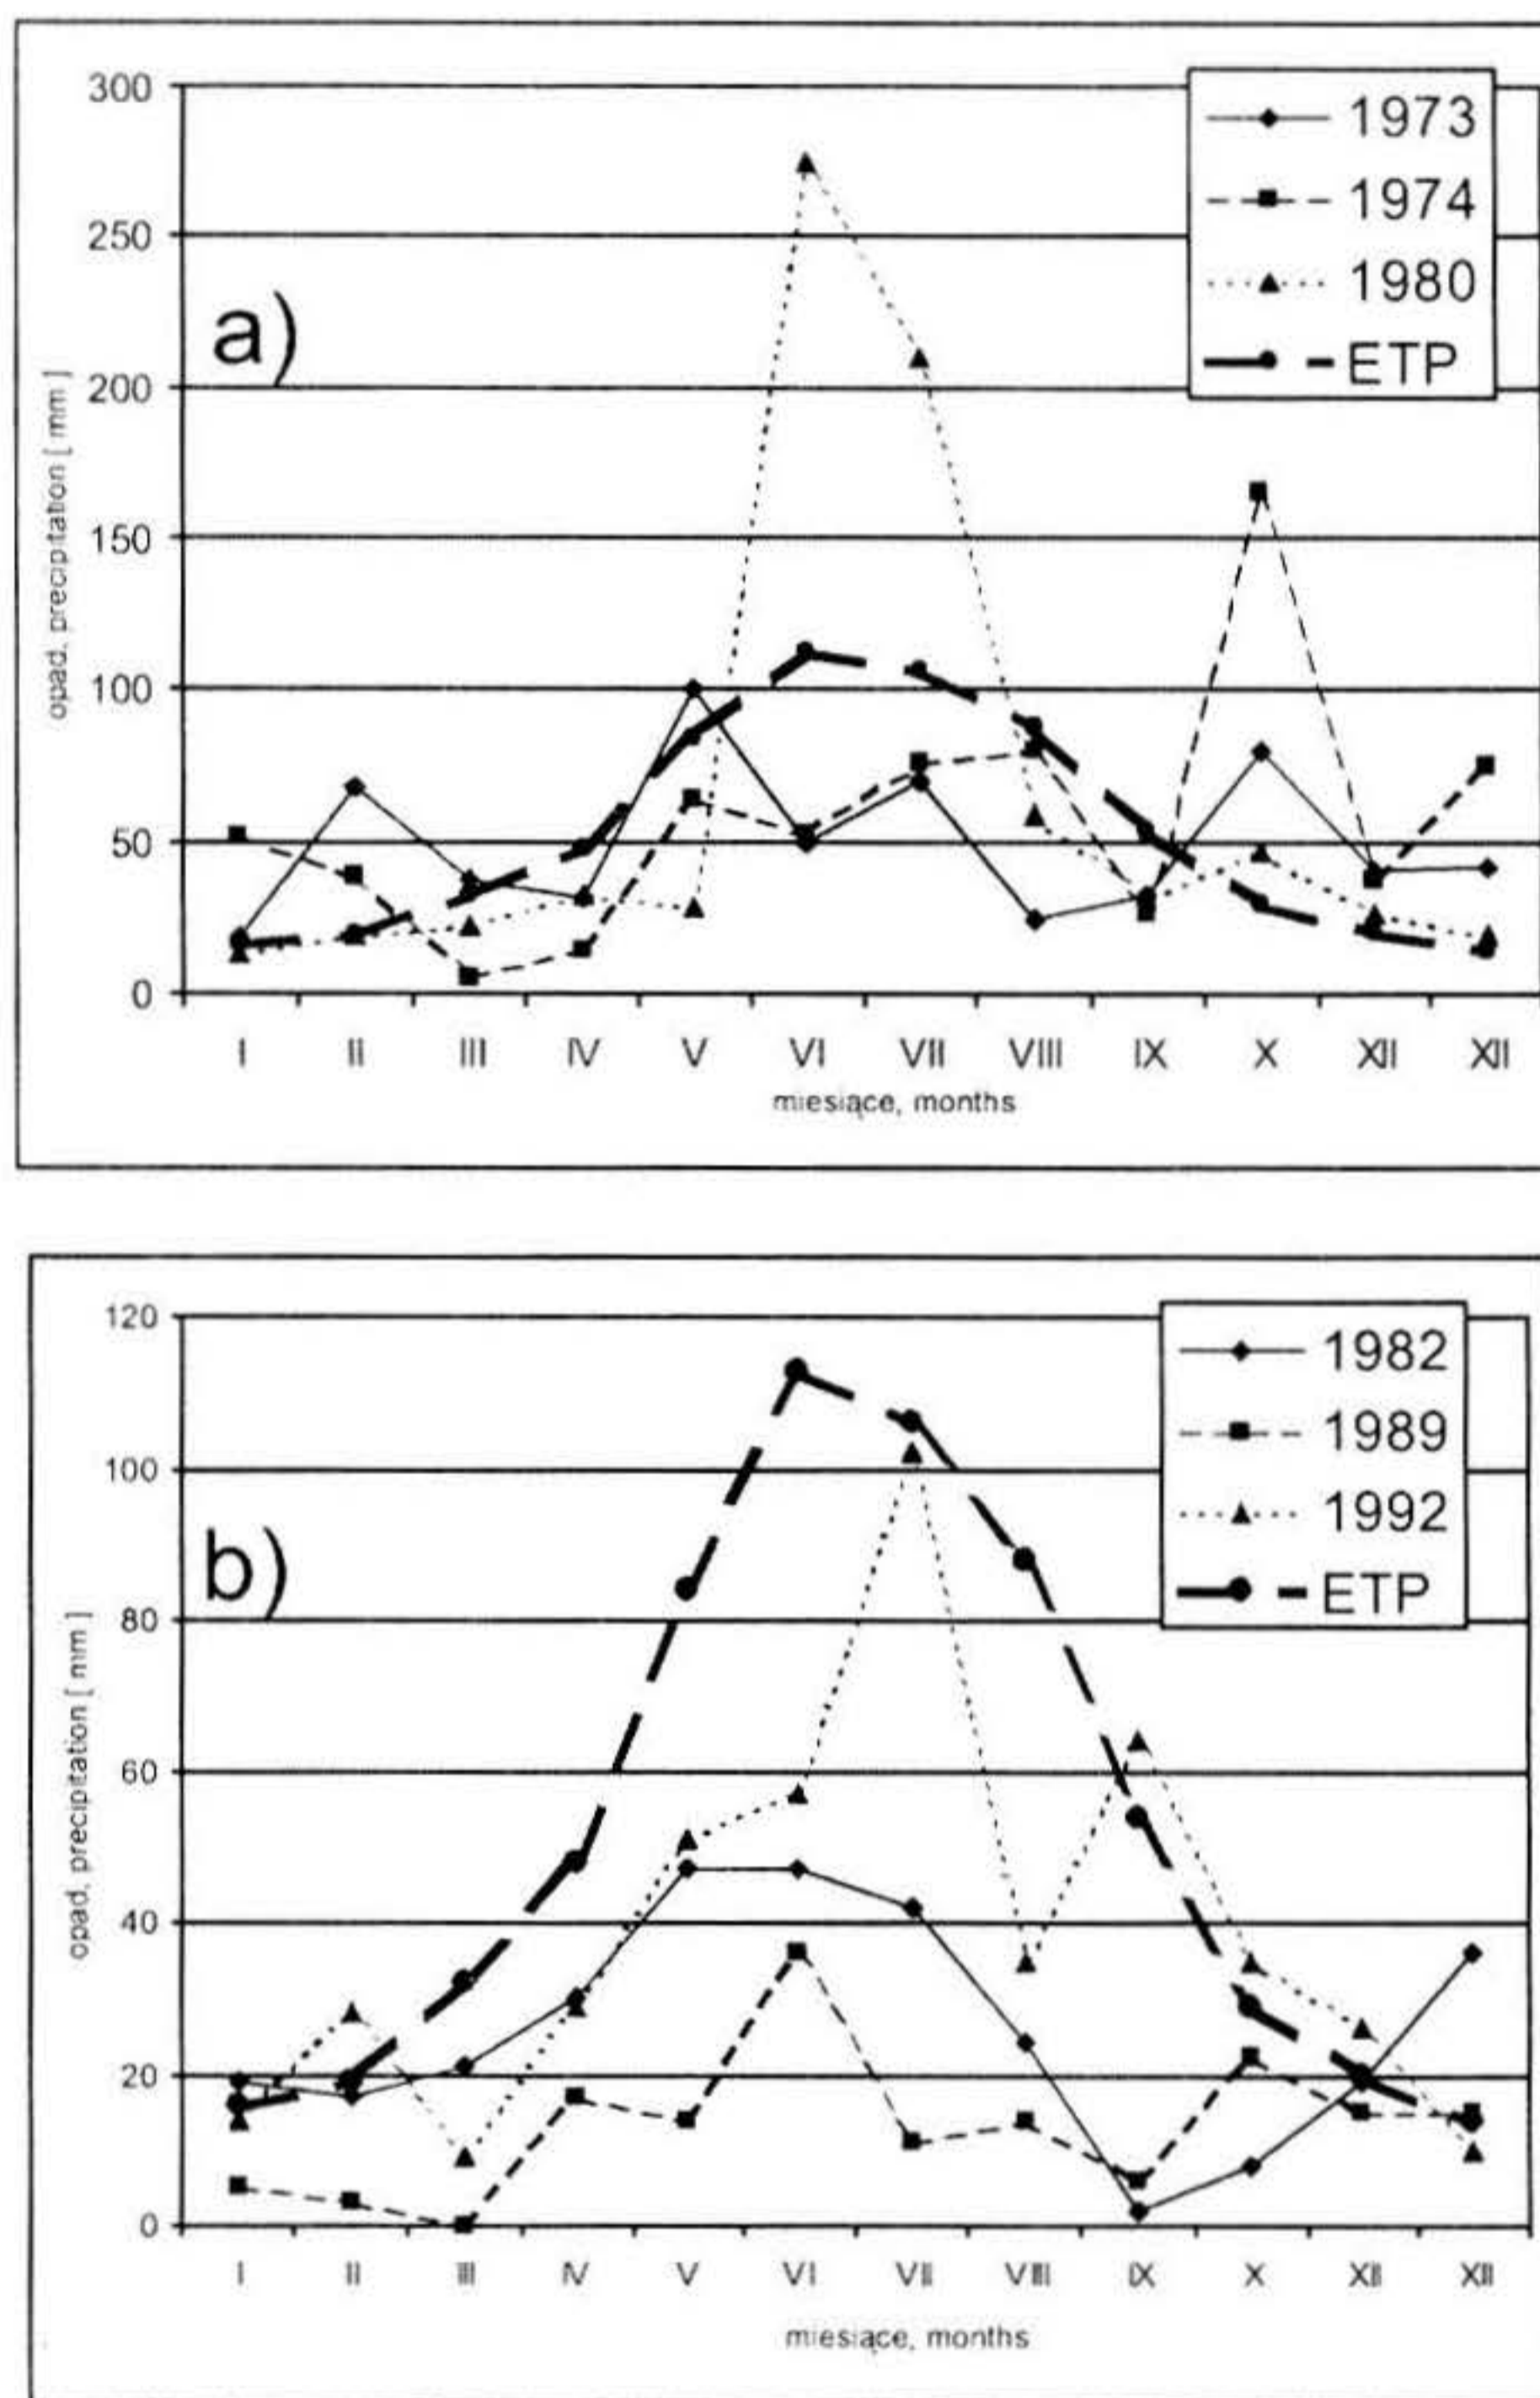 300
250
200
150
100
50
0
a)
1973
1974
1980
ETP
opad, precipitation [ mm ]
I II III IV V VI VII VIII IX X XII XII
miesiące, months
120
100
80
60
40
20
0
b)
1982
1989
1992
ETP
opad, precipitation [ mm ]
I II III IV V VI VII VIII IX X XII XII
miesiące, months